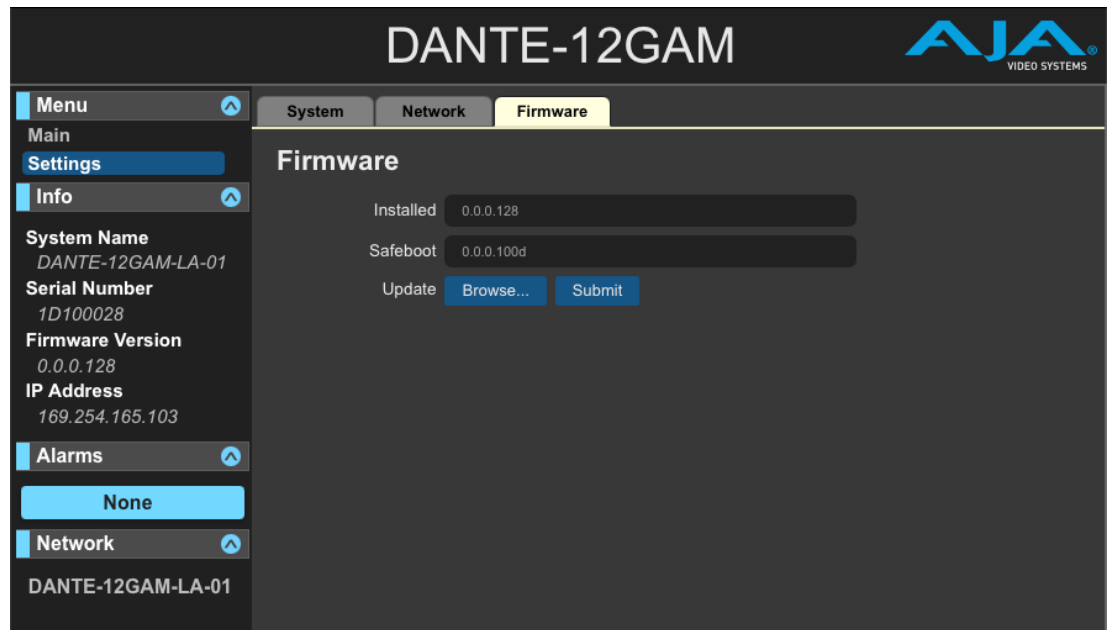 DANTE-12GAM
AJA®
VIDEO SYSTEMS
Menu
Main
Settings
Info
System Name
DANTE-12GAM-LA-01
Serial Number
1D100028
Firmware Version
0.0.0.128
IP Address
169.254.165.103
Alarms
None
Network
DANTE-12GAM-LA-01
System Network Firmware
Firmware
Installed 0.0.0.128
Safeboot 0.0.0.100d
Update Browse... Submit